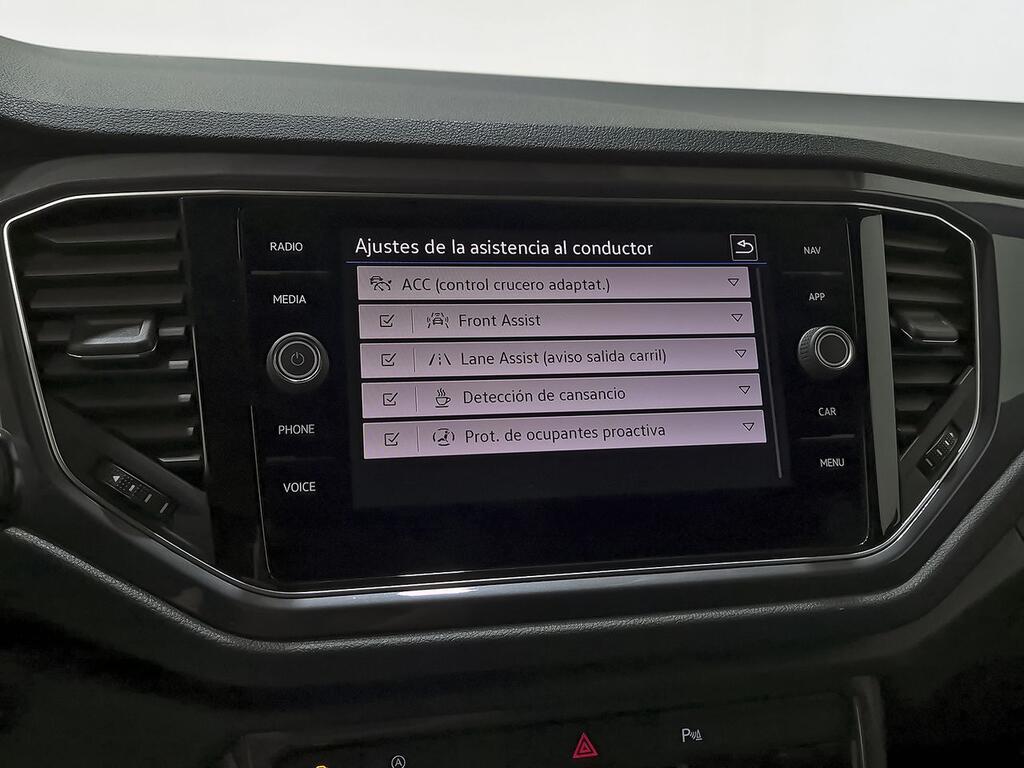 RADIO
MEDIA
PHONE
VOICE
Ajustes de la asistencia al conductor
ACC (control crucero adaptat.)
Front Assist
Lane Assist (aviso salida carril)
Detección de cansancio
Prot. de ocupantes proactiva
NAV
APP
CAR
MENU
A
P